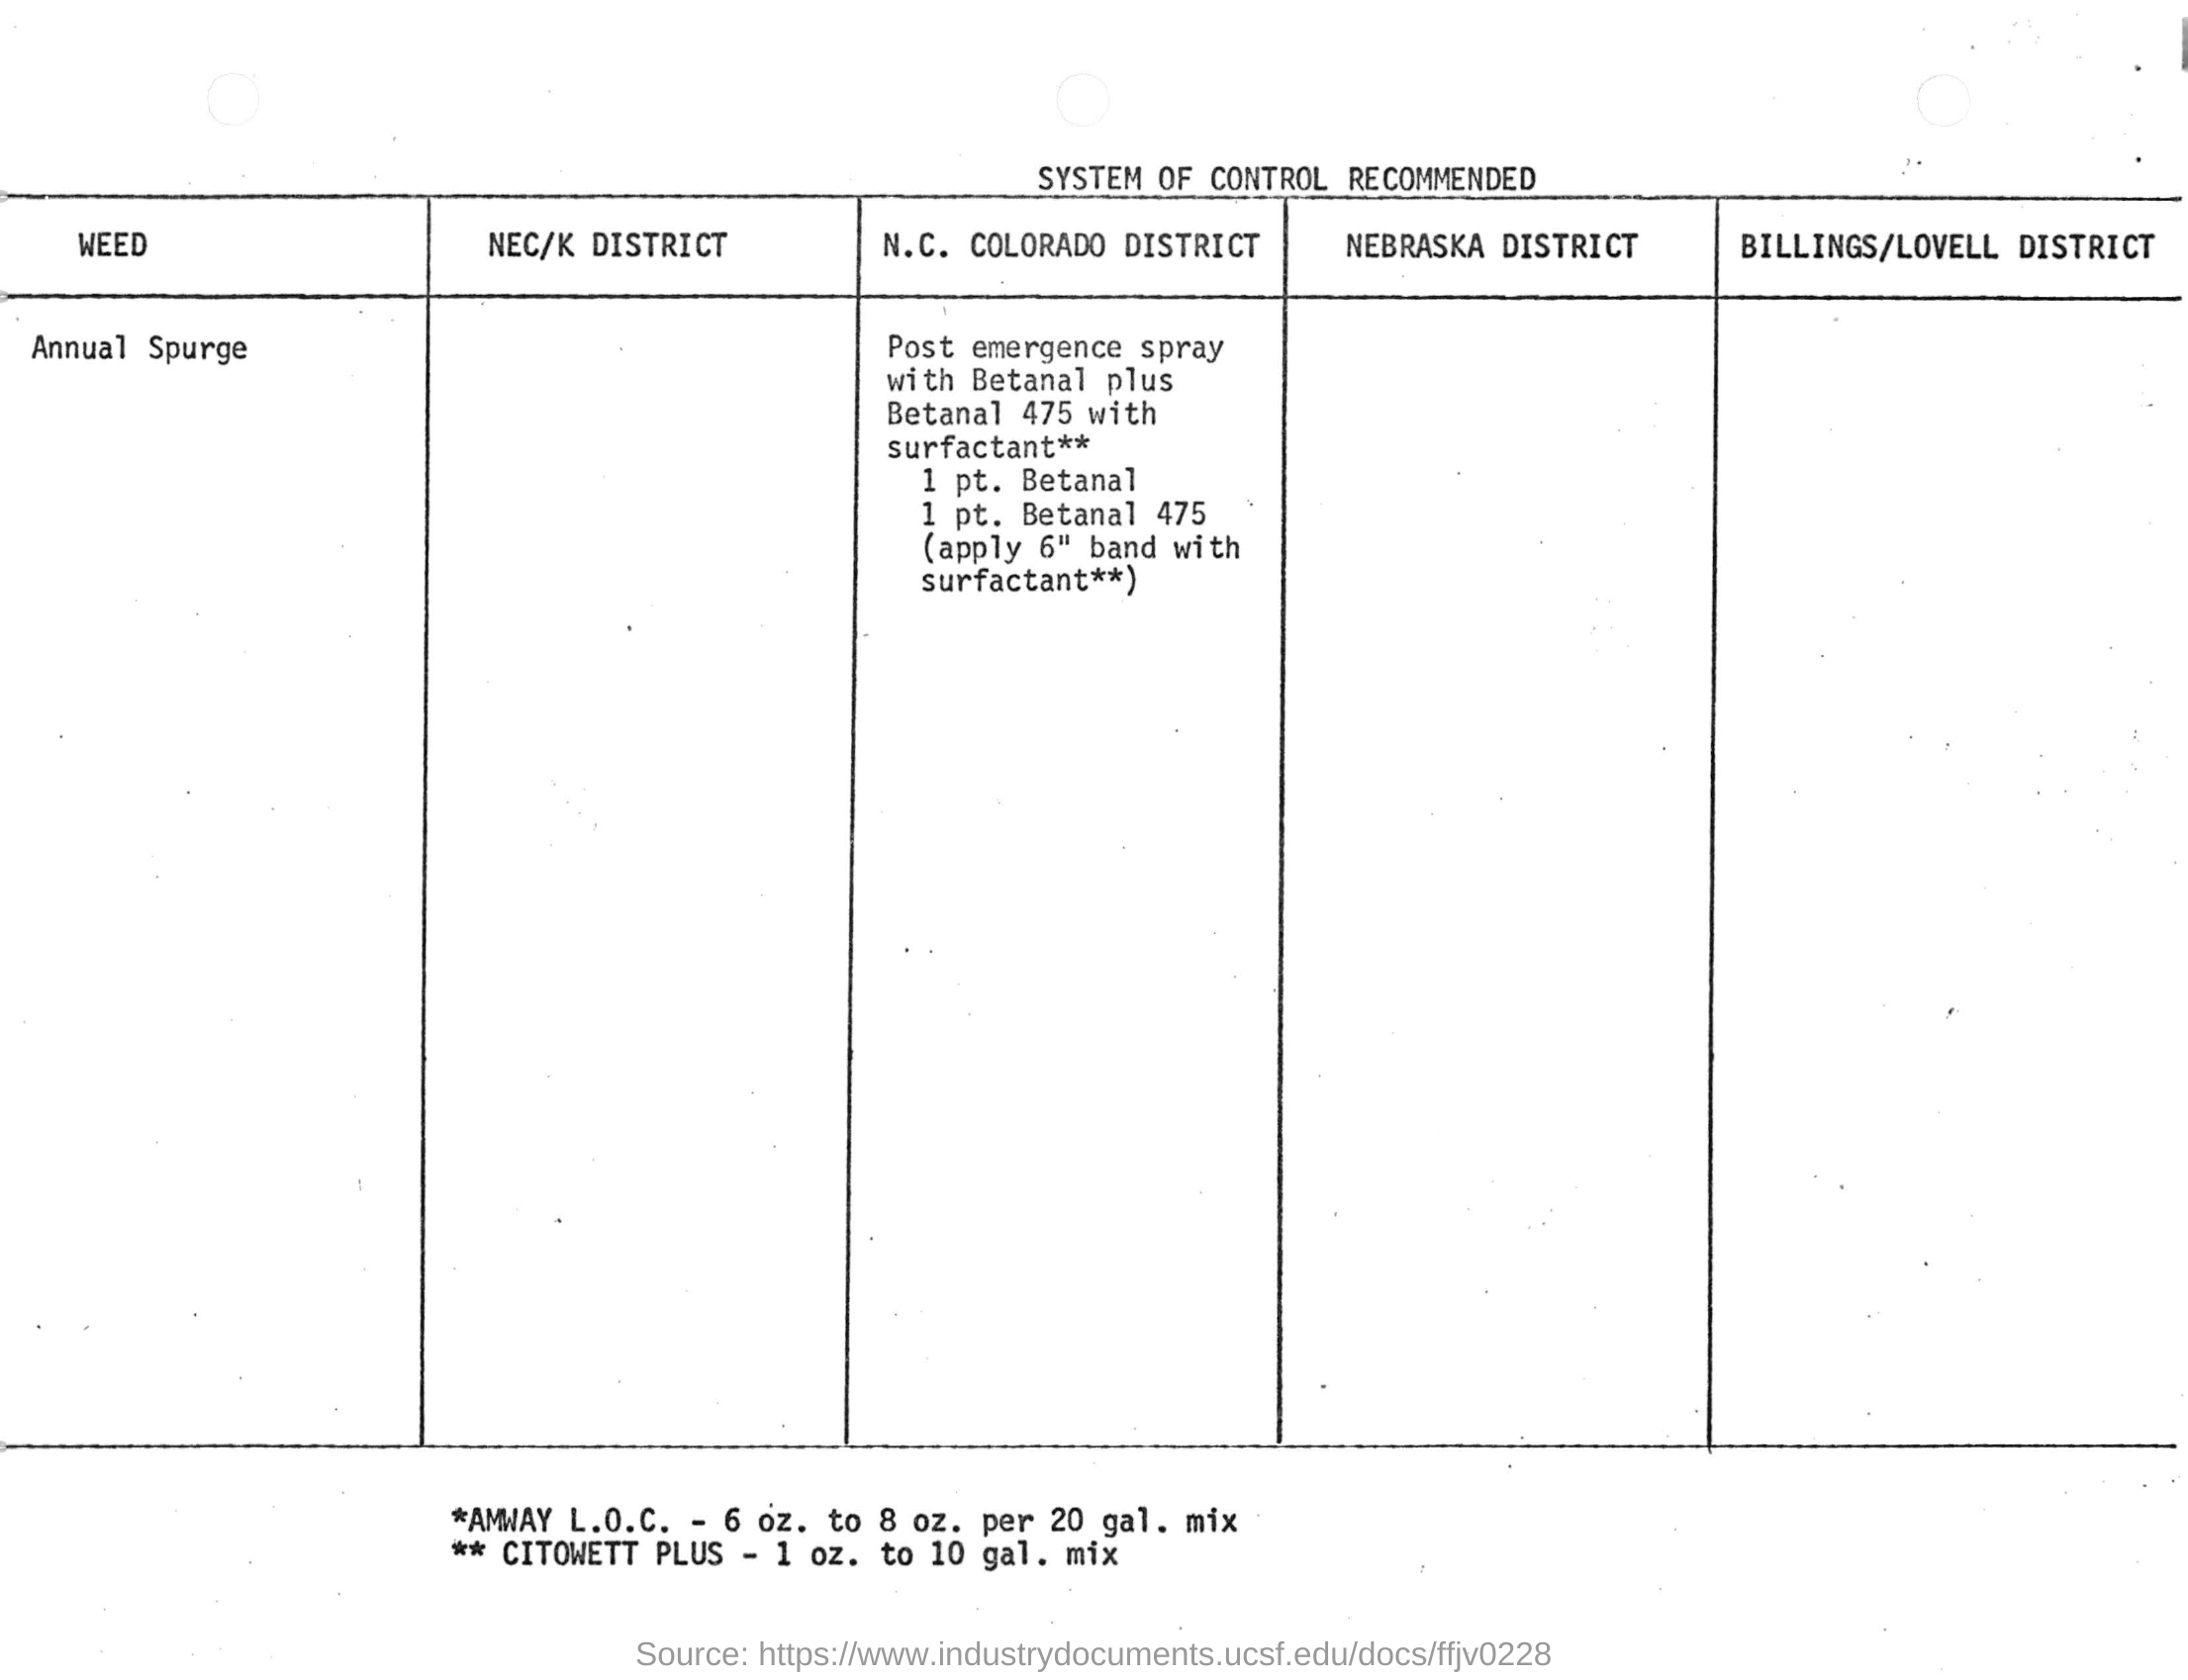 SYSTEM OF CONTROL RECOMMENDED
WEED
NEC/K DISTRICT
N.C. COLORADO DISTRICT
NEBRASKA DISTRICT
BILLINGS/LOVELL DISTRICT
Annual Spurge
Post emergence spray
with Betanal plus
Betanal 475 with
surfactant**
1 pt. Betanal
1 pt. Betanal 475
(apply 6" band with
surfactant**)
*AMWAY L.O.C. - 6 oz. to 8 oz. per 20 gal. mix
** CITOWETT PLUS - 1 oz. to 10 gal. mix
Source: https://www.industrydocuments.ucsf.edu/docs/ffjv0228